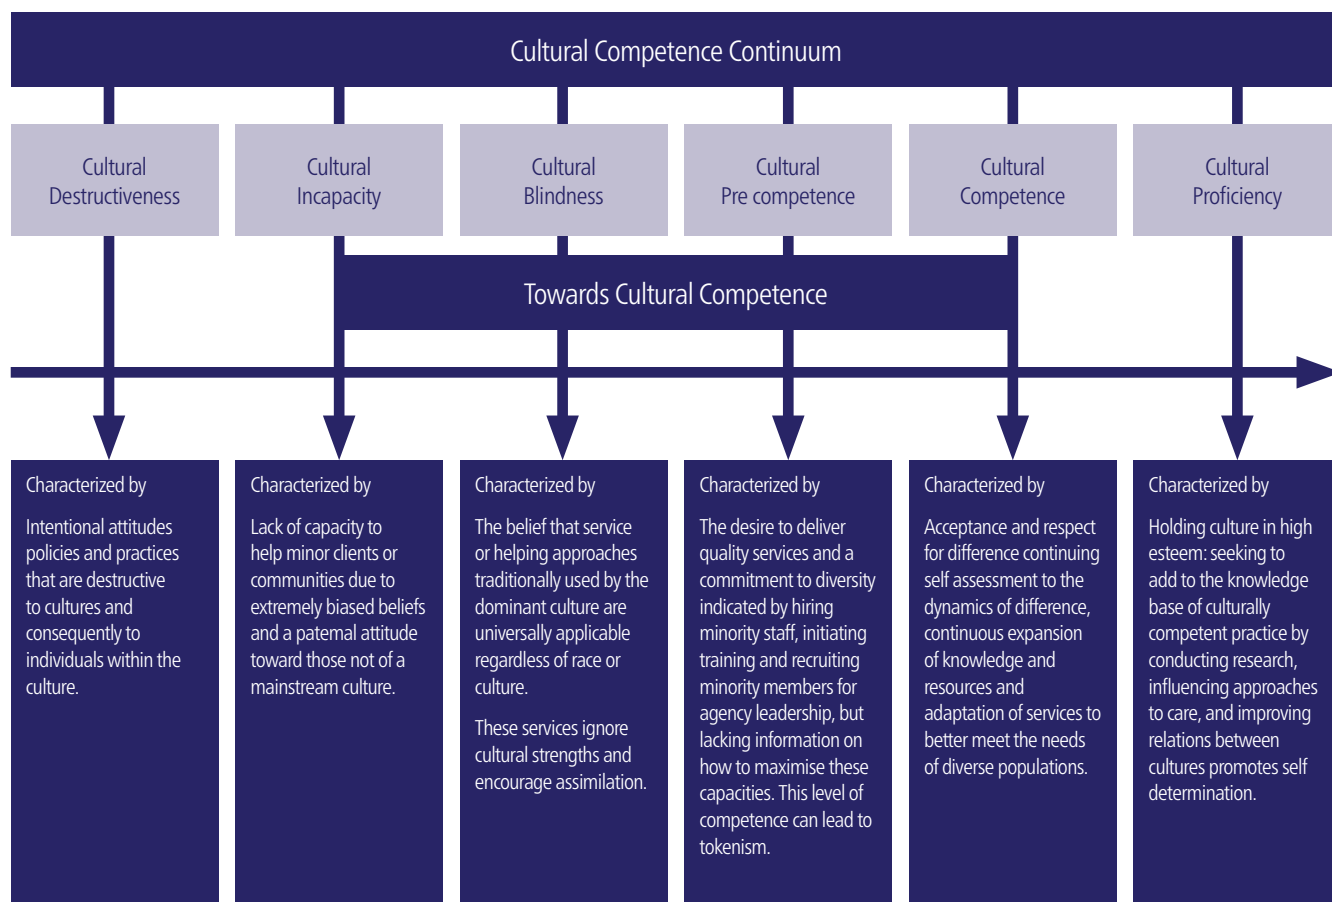 Cultural Competence Continuum
Cultural
Destructiveness
Cultural
Incapacity
Cultural
Blindness
Cultural
Pre competence
Cultural
Competence
Cultural
Proficiency
Towards Cultural Competence
Characterized by
Intentional attitudes
policies and practices
that are destructive
to cultures and
consequently to
individuals within the
culture.
Characterized by
Lack of capacity to
help minor clients or
communities due to
extremely biased beliefs
and a patemal attitude
toward those not of a
mainstream culture.
Characterized by
The belief that service
or helping approaches
traditionally used by the
dominant culture are
universally applicable
regardless of race or
culture.
These services ignore
cultural strengths and
encourage assimilation.
Characterized by
The desire to deliver
quality services and a
commitment to diversity
indicated by hiring
minority staff, initiating
training and recruiting
minority members for
agency leadership, but
lacking information on
how to maximise these
capacities. This level of
competence can lead to
tokenism.
Characterized by
Acceptance and respect
for difference continuing
self assessment to the
dynamics of difference,
continuous expansion
of knowledge and
resources and
adaptation of services to
better meet the needs
of diverse populations.
Characterized by
Holding culture in high
esteem: seeking to
add to the knowledge
base of culturally
competent practice by
conducting research,
influencing approaches
to care, and improving
relations between
cultures promotes self
determination.